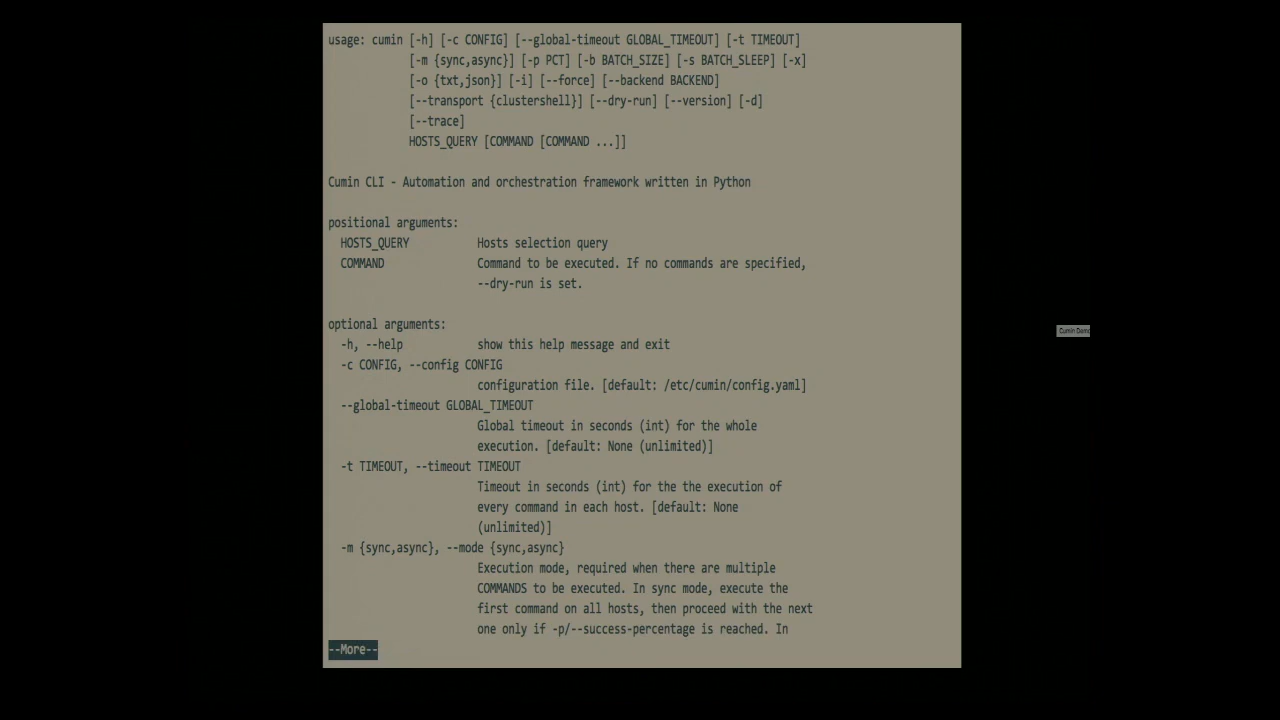 usage: cumin [-h] [-c CONFIG] [--global-timeout GLOBAL_TIMEOUT] [-t TIMEOUT]
[-m {sync,async}] [-p PCT] [-b BATCH_SIZE] [-s BATCH_SLEEP] [-x]
[-o {txt,json}] [-i] [--force] [--backend BACKEND]
[--transport {clustershell}] [--dry-run] [--version] [-d]
[--trace]
HOSTS_QUERY [COMMAND [COMMAND ...]]
Cumin CLI - Automation and orchestration framework written in Python
positional arguments:
HOSTS_QUERY Hosts selection query
COMMAND Command to be executed. If no commands are specified,
--dry-run is set.
optional arguments:
-h, --help show this help message and exit
-c CONFIG, --config CONFIG
configuration file. [default: /etc/cumin/config.yaml]
--global-timeout GLOBAL_TIMEOUT
Global timeout in seconds (int) for the whole
execution. [default: None (unlimited)]
-t TIMEOUT, --timeout TIMEOUT
Timeout in seconds (int) for the the execution of
every command in each host. [default: None
(unlimited)]
-m {sync,async}, --mode {sync,async}
Execution mode, required when there are multiple
COMMANDS to be executed. In sync mode, execute the
first command on all hosts, then proceed with the next
one only if -p/--success-percentage is reached. In
--More--
Cumin Demo